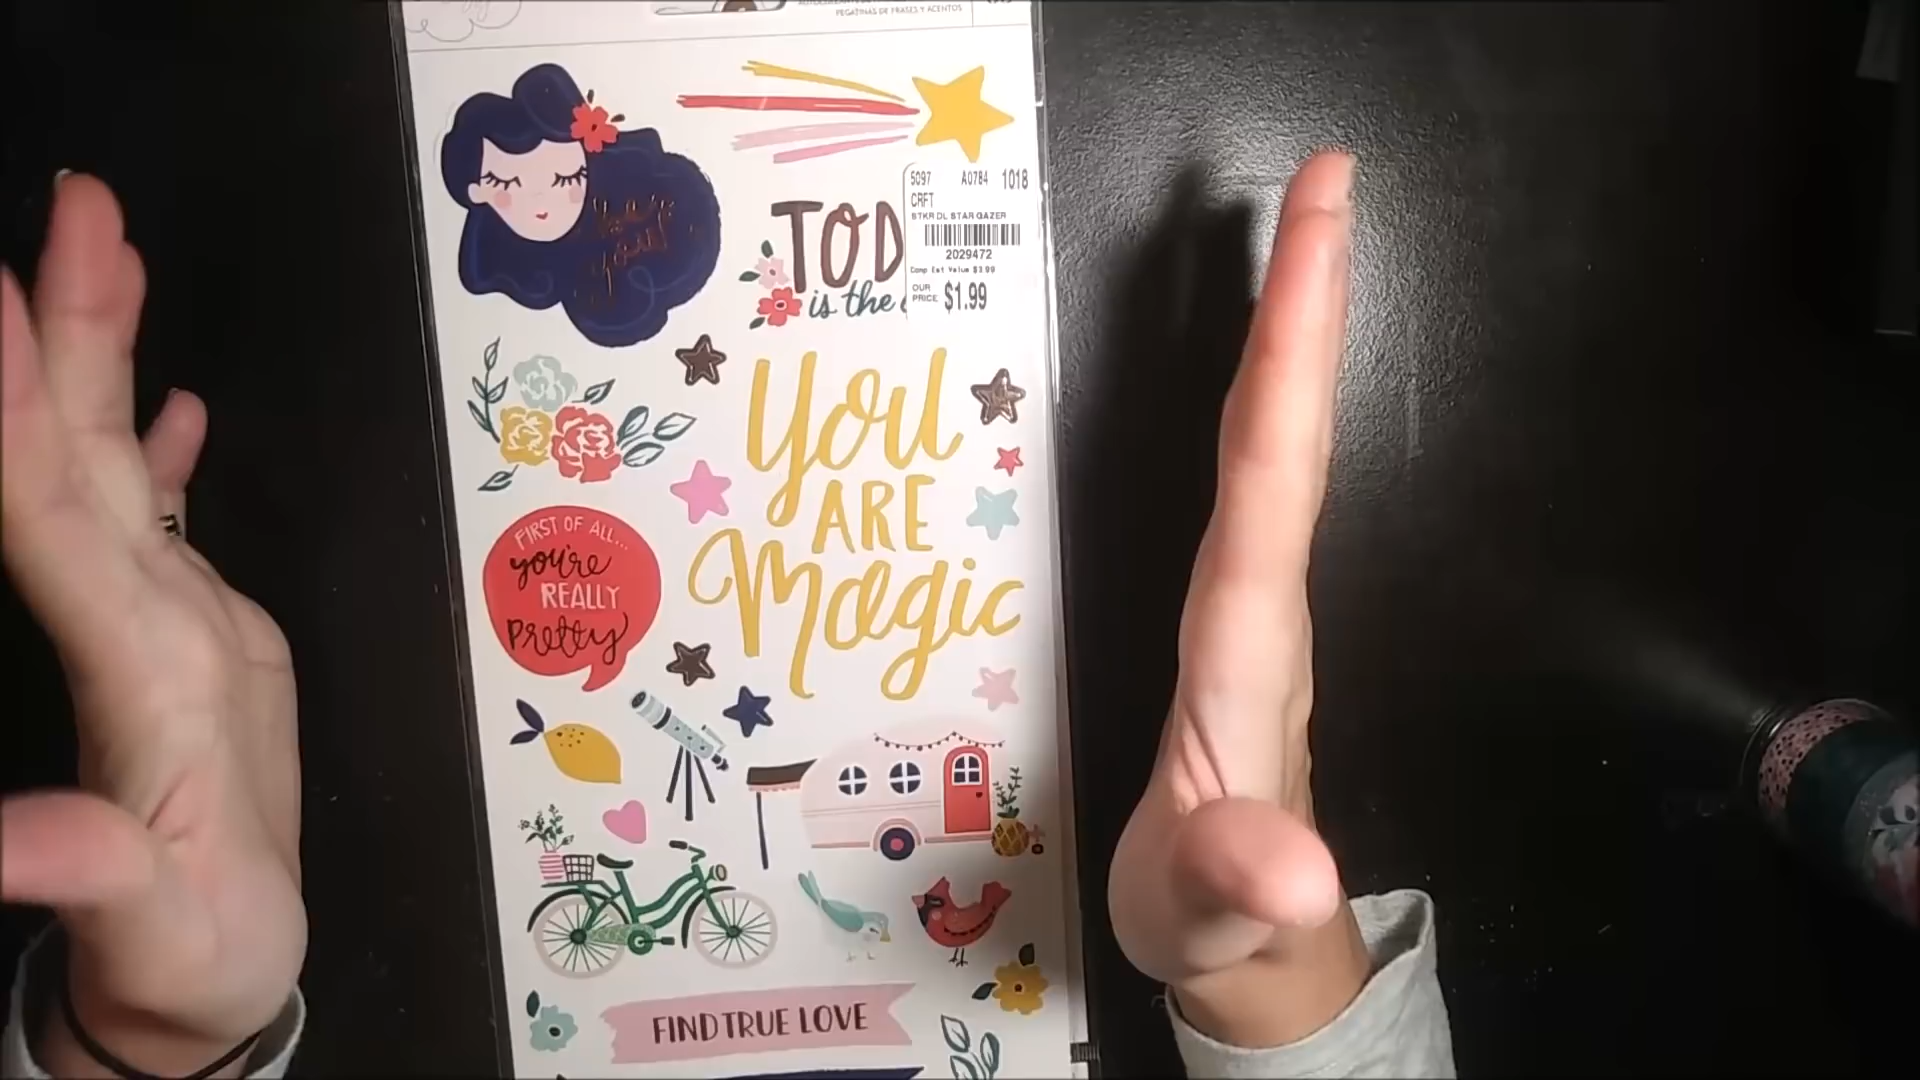 PEGATINAS DE FRASES Y ACENTOS
5097 A0784 1018
CRFT
STKR DL STAR GAZER
2029472
Comp Est Value $3.99
OUR PRICE $1.99
TOD
is the
YOU
ARE
Magic
FIRST OF ALL...
you're
REALLY
pretty
FIND TRUE LOVE